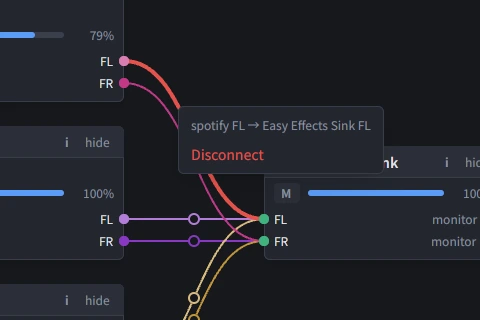 79%
FL
FR
spotify FL → Easy Effects Sink FL
Disconnect
i hide
nk i
100%
M
FL
FR
FL monitor
FR monitor
i hide